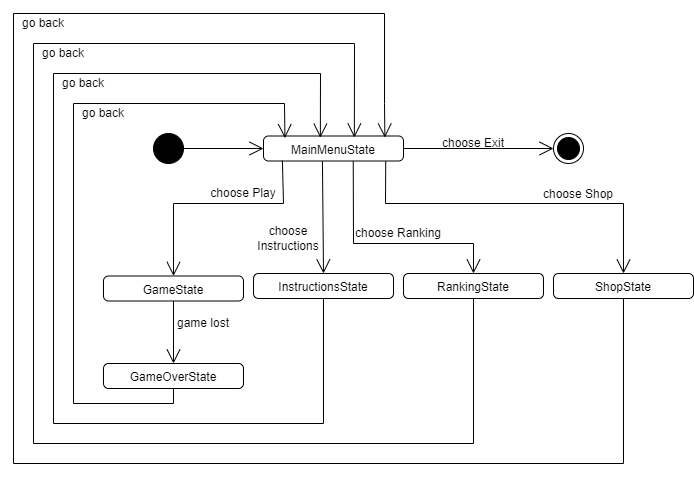 go back
go back
go back
go back
MainMenuState
choose Exit
choose Play
choose Shop
choose
Instructions
choose Ranking
GameState
InstructionsState
RankingState
ShopState
game lost
GameOverState